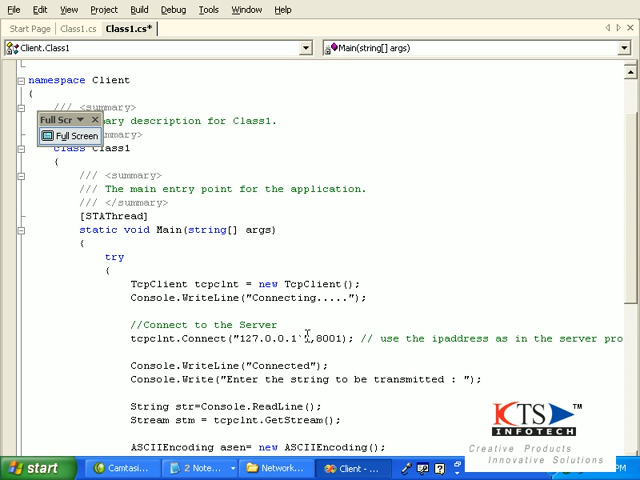 File Edit View Project Build Debug Tools Window Help
Start Page Class1.cs Class1.cs*
Client.Class1 Main(string[] args)
namespace Client
{
/// <summary>
Full Scr
ary description for Class1.
Full Screen
summary>
class Class1
{
/// <summary>
/// The main entry point for the application.
/// </summary>
[STAThread]
static void Main(string[] args)
{
try
{
TcpClient tcpclnt = new TcpClient();
Console.WriteLine("Connecting.....");
//Connect to the Server
tcpclnt.Connect("127.0.0.1 ,8001); // use the ipaddress as in the server pro
Console.WriteLine("Connected");
Console.Write("Enter the string to be transmitted : ");
String str=Console.ReadLine();
Stream stm = tcpclnt.GetStream();
ASCIIEncoding asen= new ASCIIEncoding();
KTS ™
INFOTECH
Creative Products
Innovative Solutions
start Camtasi... 2 Note... Network... Client - ... PM